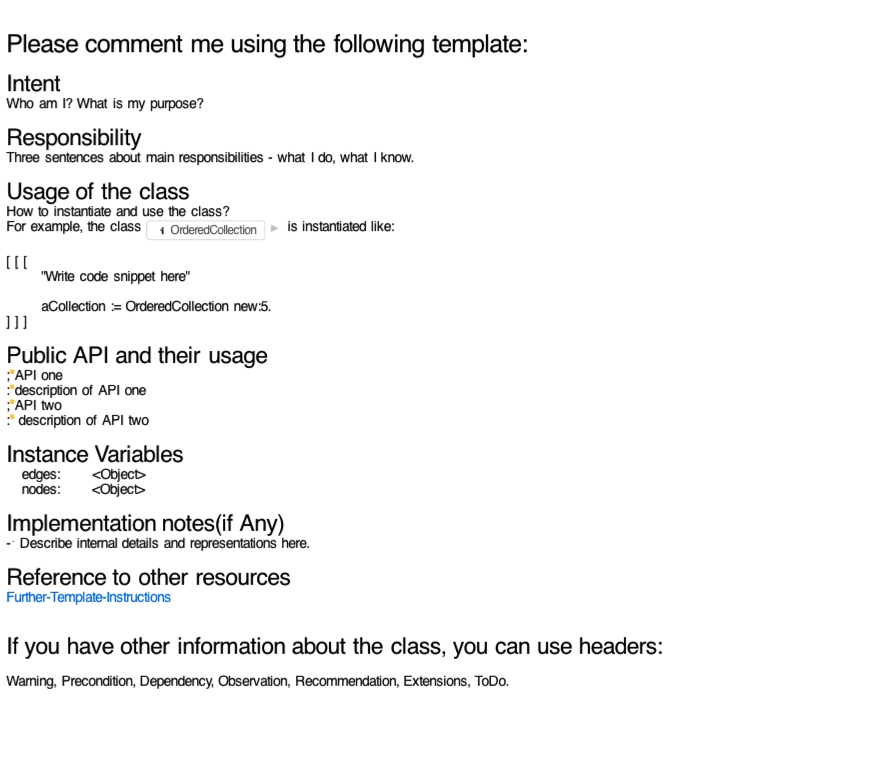 Please comment me using the following template:
Intent
Who am I? What is my purpose?
Responsibility
Three sentences about main responsibilities - what I do, what I know.
Usage of the class
How to instantiate and use the class?
For example, the class OrderedCollection is instantiated like:
[ [ [
"Write code snippet here"
aCollection := OrderedCollection new:5.
] ] ]
Public API and their usage
;*API one
:*description of API one
;*API two
:* description of API two
Instance Variables
edges: <Object>
nodes: <Object>
Implementation notes(if Any)
- Describe internal details and representations here.
Reference to other resources
Further-Template-Instructions
If you have other information about the class, you can use headers:
Warning, Precondition, Dependency, Observation, Recommendation, Extensions, ToDo.